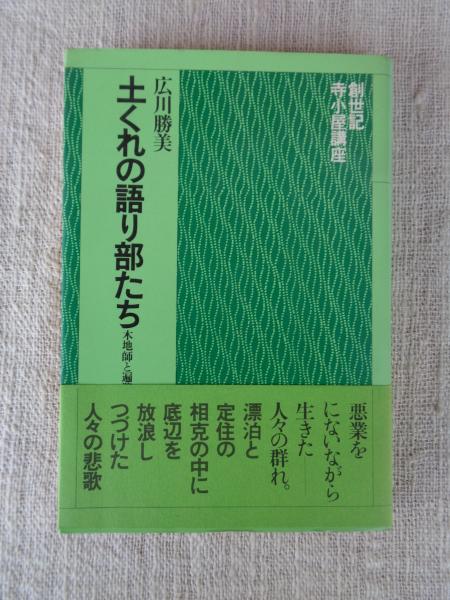 創世記
寺小屋講座
広川勝美
土くれの語り部たち
木地師と遍
悪業を
にないながら
生きた——
人々の群れ。
漂泊と
定住の
相克の中に
底辺を
放浪し
つづけた
人々の悲歌